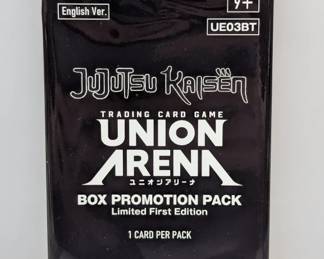 English Ver.
9+
UE03BT
JUJUTSU KAISEN
TRADING CARD GAME
UNION
ARENA
ユニオンアリーナ
BOX PROMOTION PACK
Limited First Edition
1 CARD PER PACK